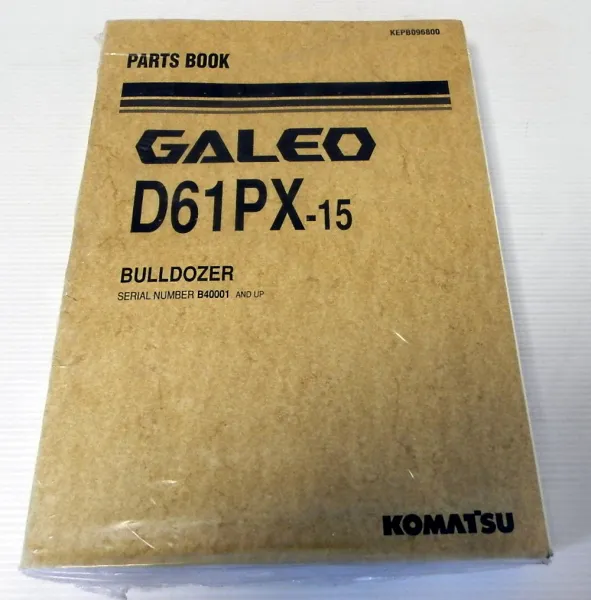 KEPB096800
PARTS BOOK
GALEO
D61PX-15
BULLDOZER
SERIAL NUMBER B40001 AND UP
KOMATSU